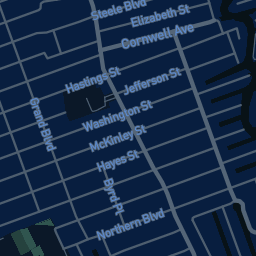 Steele Blvd
Elizabeth St
Cornwell Ave
Hastings St
Jefferson St
Grand Blvd
Washington St
McKinley St
Hayes St
Byrd Pl
Northern Blvd